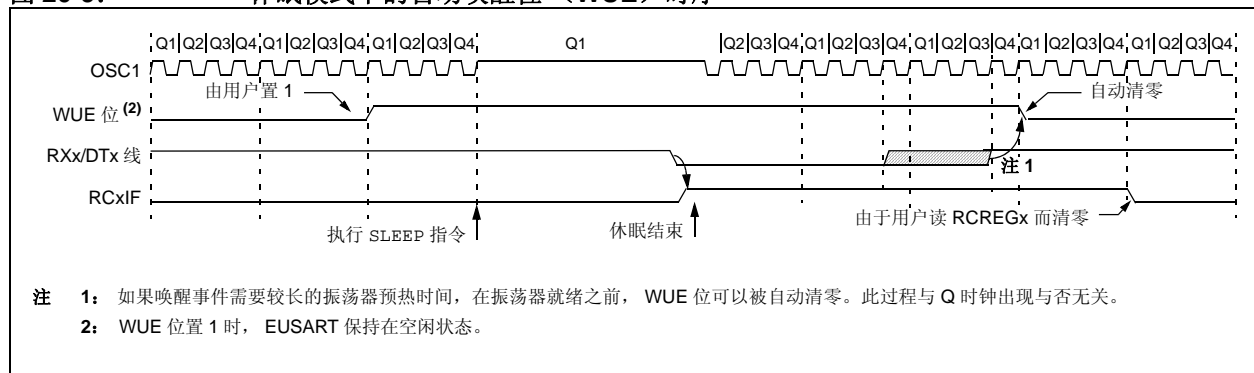 Q1 Q2 Q3 Q4 Q1 Q2 Q3 Q4 Q1 Q2 Q3 Q4 Q1 Q2 Q3 Q4 Q1 Q2 Q3 Q4 Q1 Q2 Q3 Q4 Q1 Q2 Q3 Q4 Q1 Q2 Q3 Q4
OSC1
由用户置 1
自动清零
WUE 位 (2)
RXx/DTx 线
注 1
RCxIF
由于用户读 RCREGx 而清零
执行 SLEEP 指令
休眠结束
注 1: 如果唤醒事件需要较长的振荡器预热时间，在振荡器就绪之前， WUE 位可以被自动清零。此过程与 Q 时钟出现与否无关。
2: WUE 位置 1 时， EUSART 保持在空闲状态。